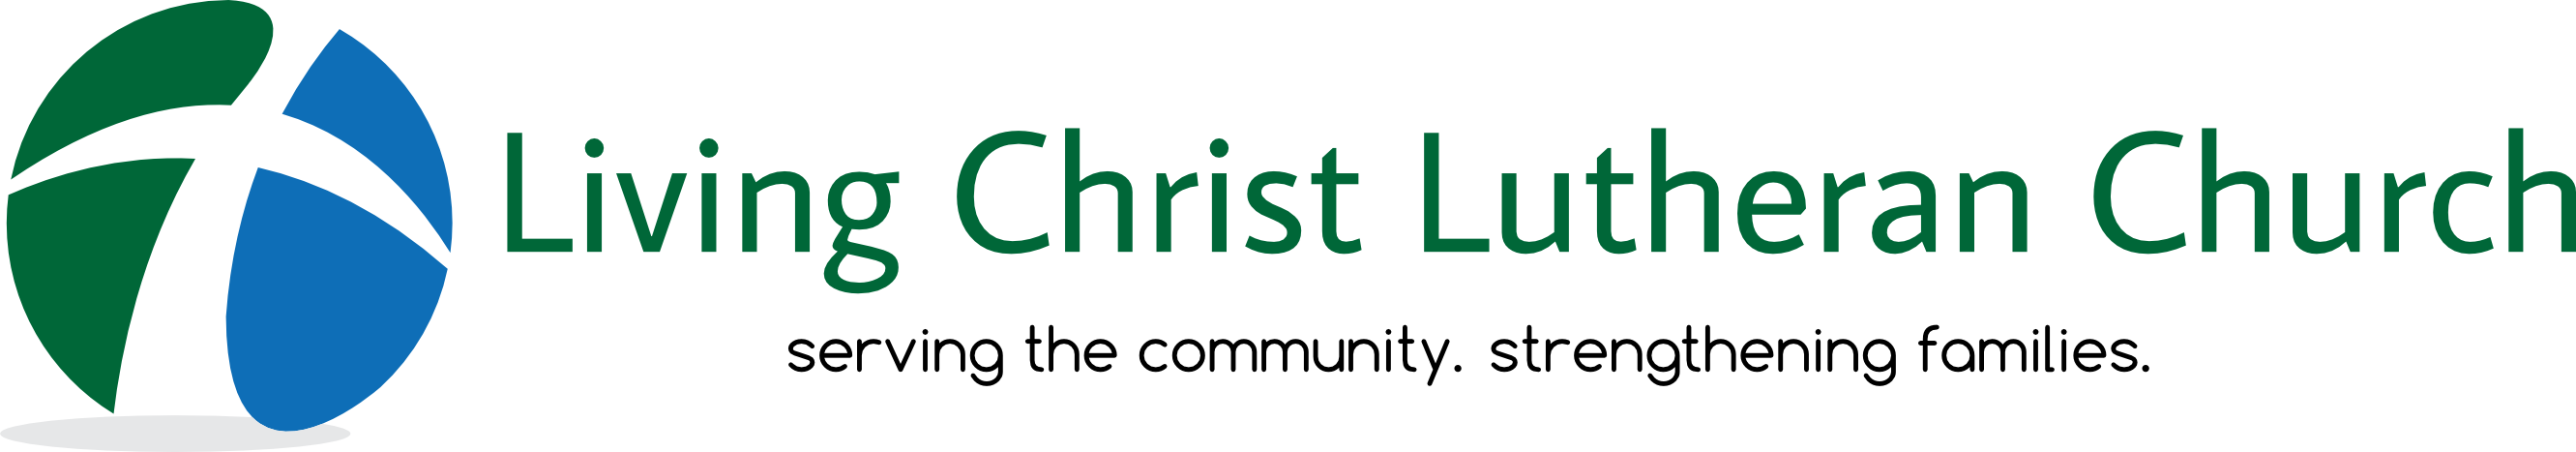 Living Christ Lutheran Church
serving the community. strengthening families.